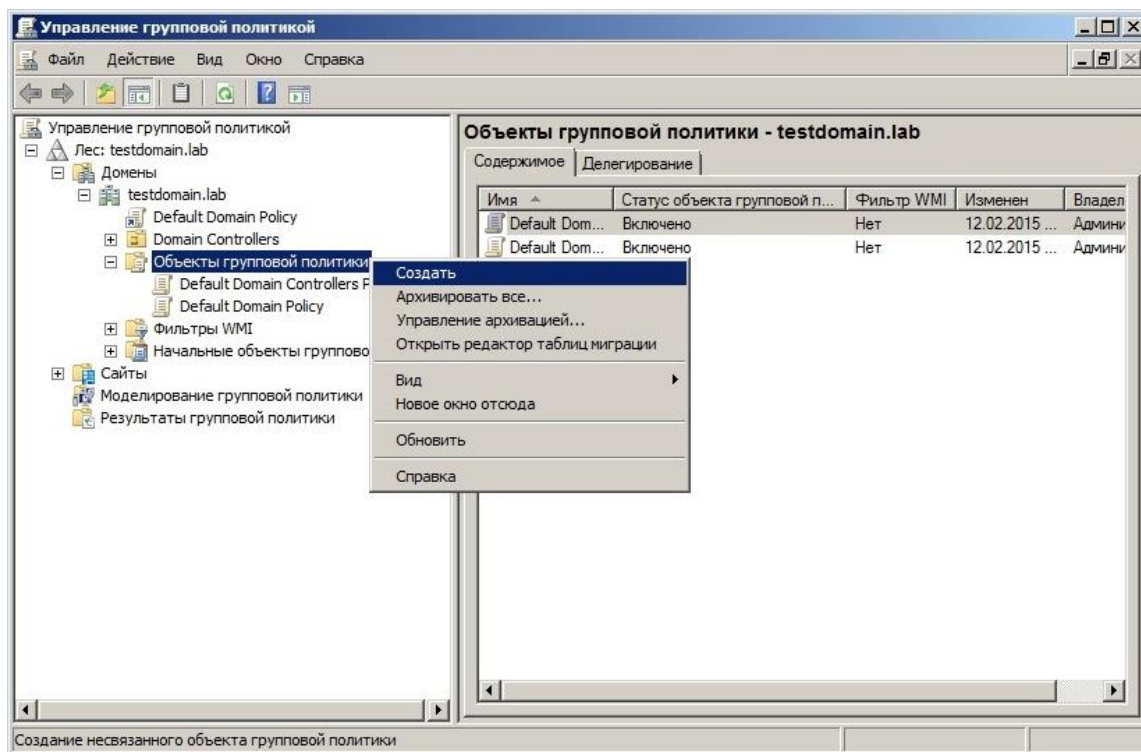 Управление групповой политикой
Файл Действие Вид Окно Справка
Управление групповой политикой
Лес: testdomain.lab
Домены
testdomain.lab
Default Domain Policy
Domain Controllers
Объекты групповой политики
Default Domain Controllers P
Default Domain Policy
Фильтры WMI
Начальные объекты группово
Сайты
Моделирование групповой политики
Результаты групповой политики
Создать
Архивировать все...
Управление архивацией...
Открыть редактор таблиц миграции
Вид
Новое окно отсюда
Обновить
Справка
Объекты групповой политики - testdomain.lab
Содержимое Делегирование
Имя Статус объекта групповой п... Фильтр WMI Изменен Владел
Default Dom... Включено Нет 12.02.2015 ... Админи
Default Dom... Включено Нет 12.02.2015 ... Админи
Создание несвязанного объекта групповой политики